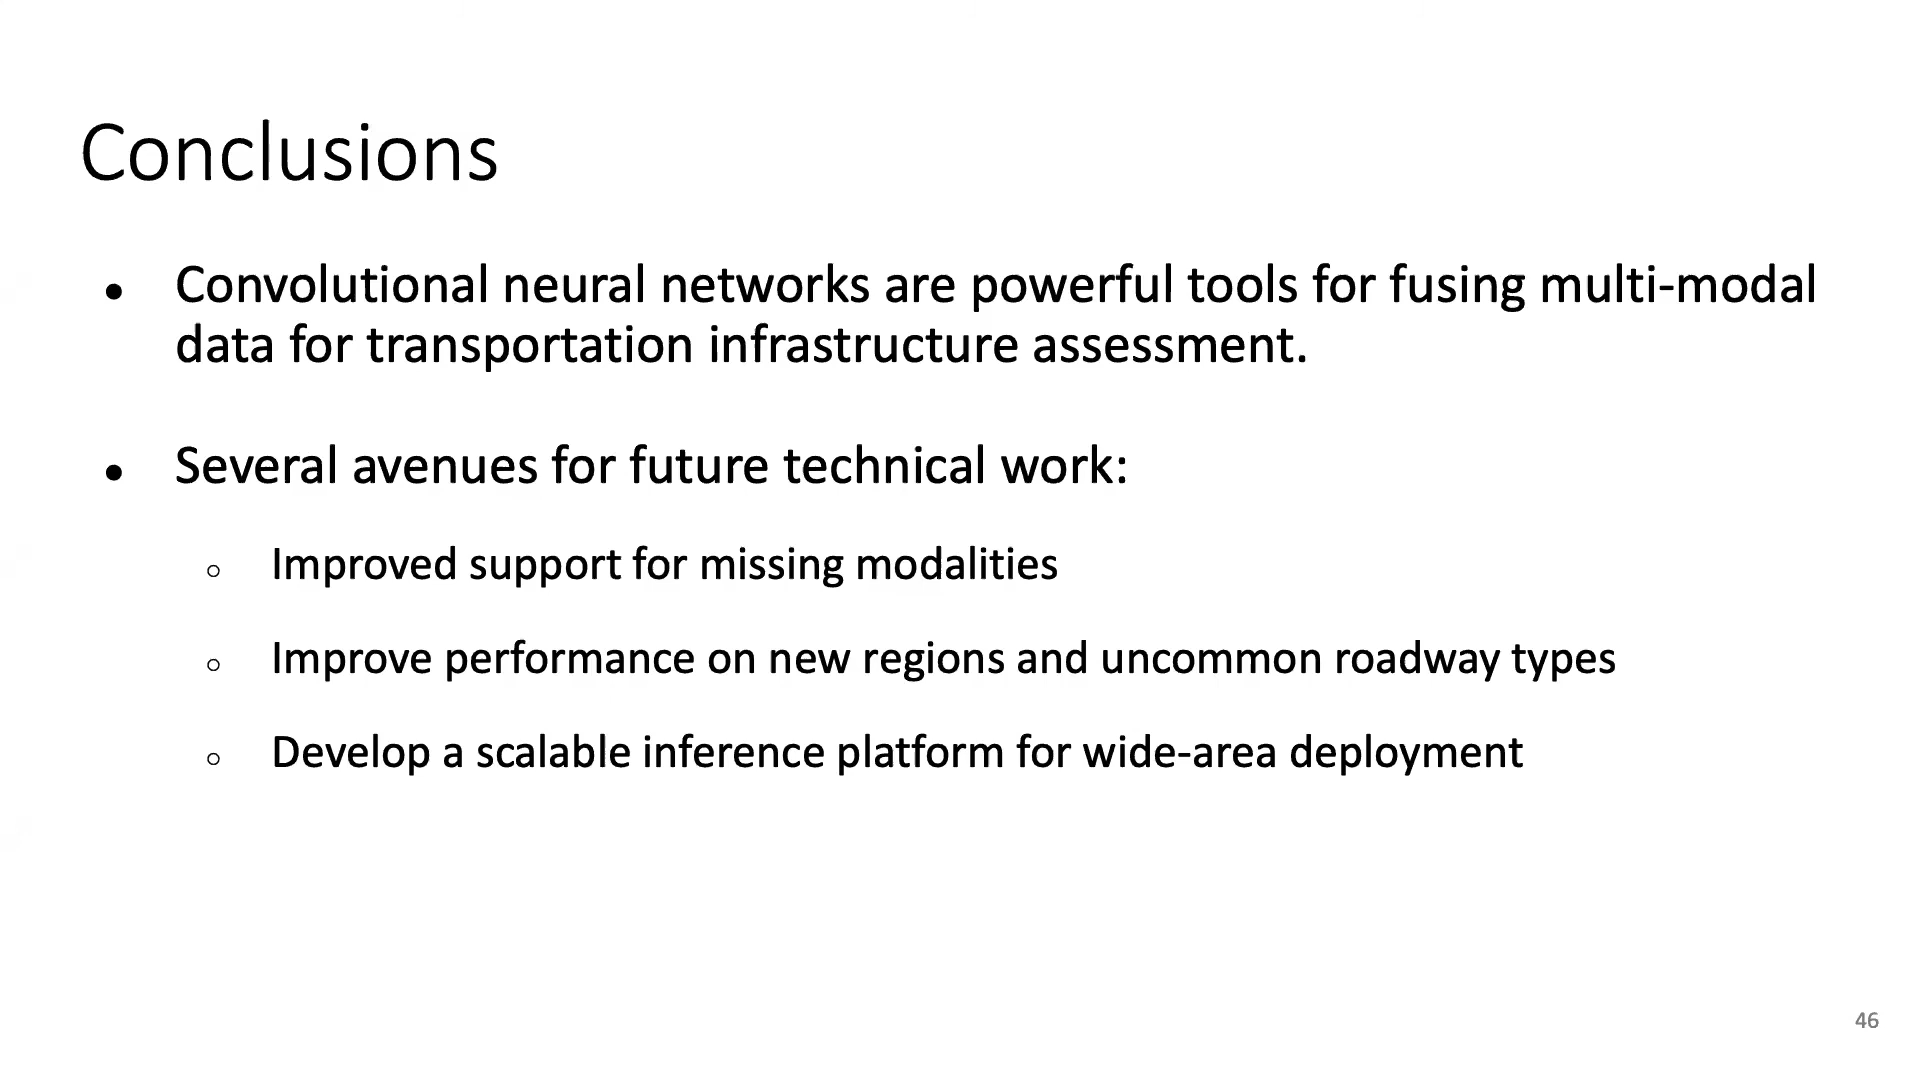 Conclusions
● Convolutional neural networks are powerful tools for fusing multi-modal
data for transportation infrastructure assessment.
● Several avenues for future technical work:
○ Improved support for missing modalities
○ Improve performance on new regions and uncommon roadway types
○ Develop a scalable inference platform for wide-area deployment
46